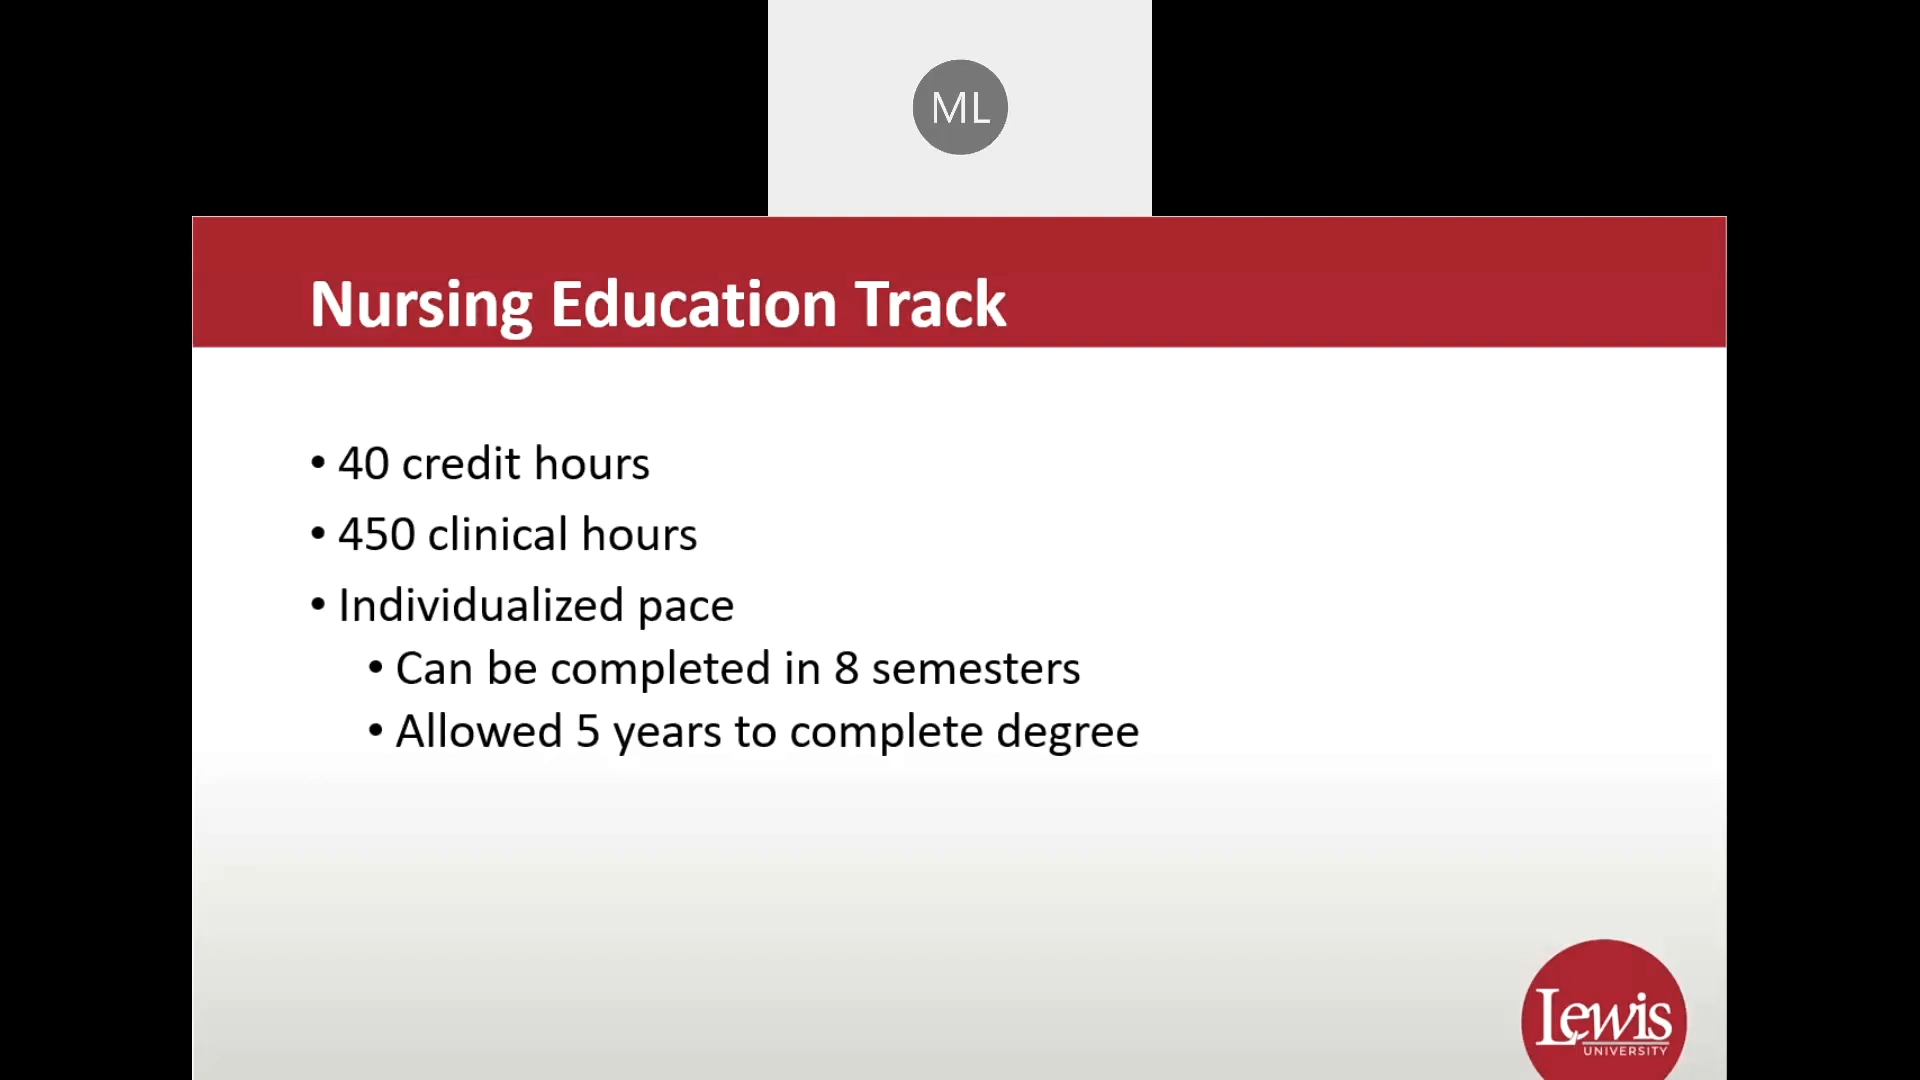 ML
Nursing Education Track
• 40 credit hours
• 450 clinical hours
• Individualized pace
• Can be completed in 8 semesters
• Allowed 5 years to complete degree
Lewis
UNIVERSITY